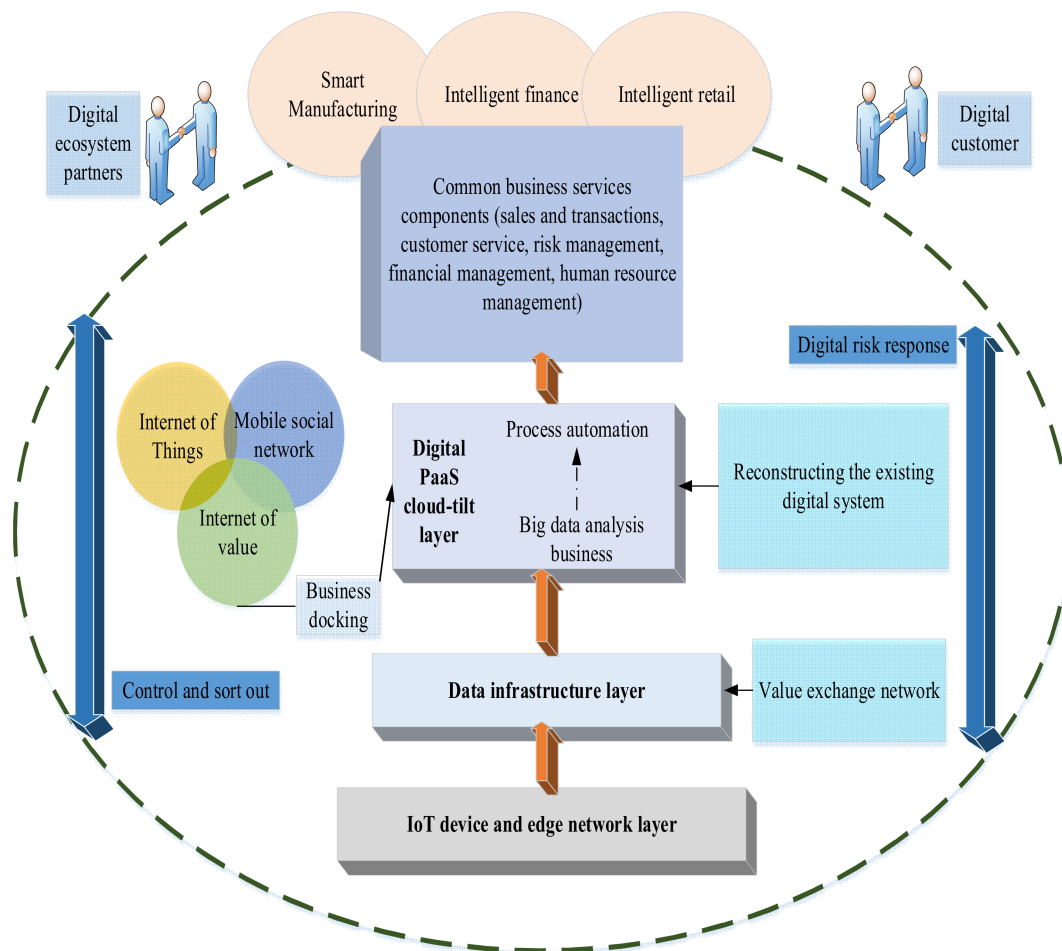 Smart
Manufacturing
Intelligent finance
Intelligent retail
Digital
ecosystem
partners
Digital
customer
Common business services
components (sales and transactions,
customer service, risk management,
financial management, human resource
management)
Digital risk response
Internet of
Things
Mobile social
network
Internet of
value
Digital
PaaS
cloud-tilt
layer
Process automation
Big data analysis
business
Reconstructing the existing
digital system
Business
docking
Control and sort out
Data infrastructure layer
Value exchange network
IoT device and edge network layer